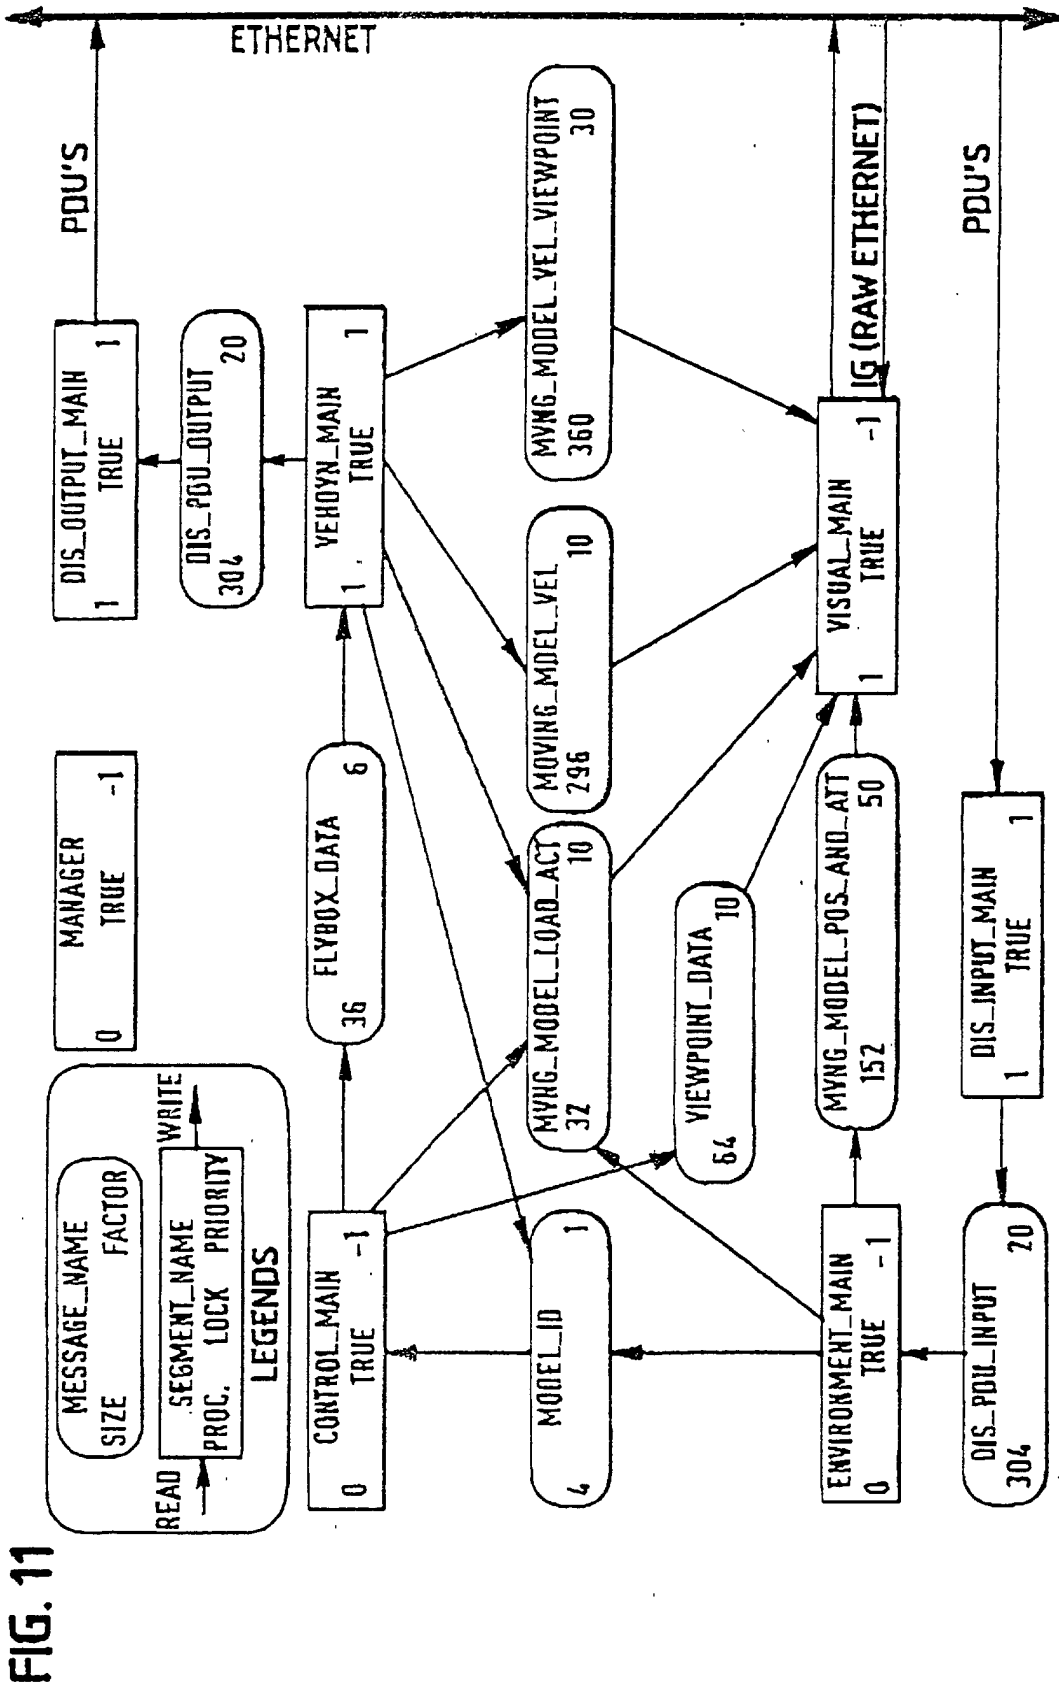 FIG. 11
MESSAGE_NAME
SIZE FACTOR
READ
SEGMENT_NAME
PROC. LOCK PRIORITY
WRITE
LEGENDS
MANAGER
0 TRUE -1
DIS_OUTPUT_MAIN
1 TRUE 1
PDU'S
DIS_PDU_OUTPUT
304 20
ETHERNET
CONTROL_MAIN
0 TRUE -1
FLYBOX_DATA
36 6
VEHDYN_MAIN
1 TRUE 1
MODEL_ID
4 1
MVNG_MODEL_LOAD_ACT
32 10
MOVING_MDEL_VEL
296 10
MVNG_MODEL_VEL_VIEWPOINT
360 30
VIEWPOINT_DATA
64 10
ENVIRONMENT_MAIN
0 TRUE -1
MVNG_MODEL_POS_AND_ATT
152 50
VISUAL_MAIN
1 TRUE -1
IG (RAW ETHERNET)
DIS_PDU_INPUT
304 20
DIS_INPUT_MAIN
1 TRUE 1
PDU'S